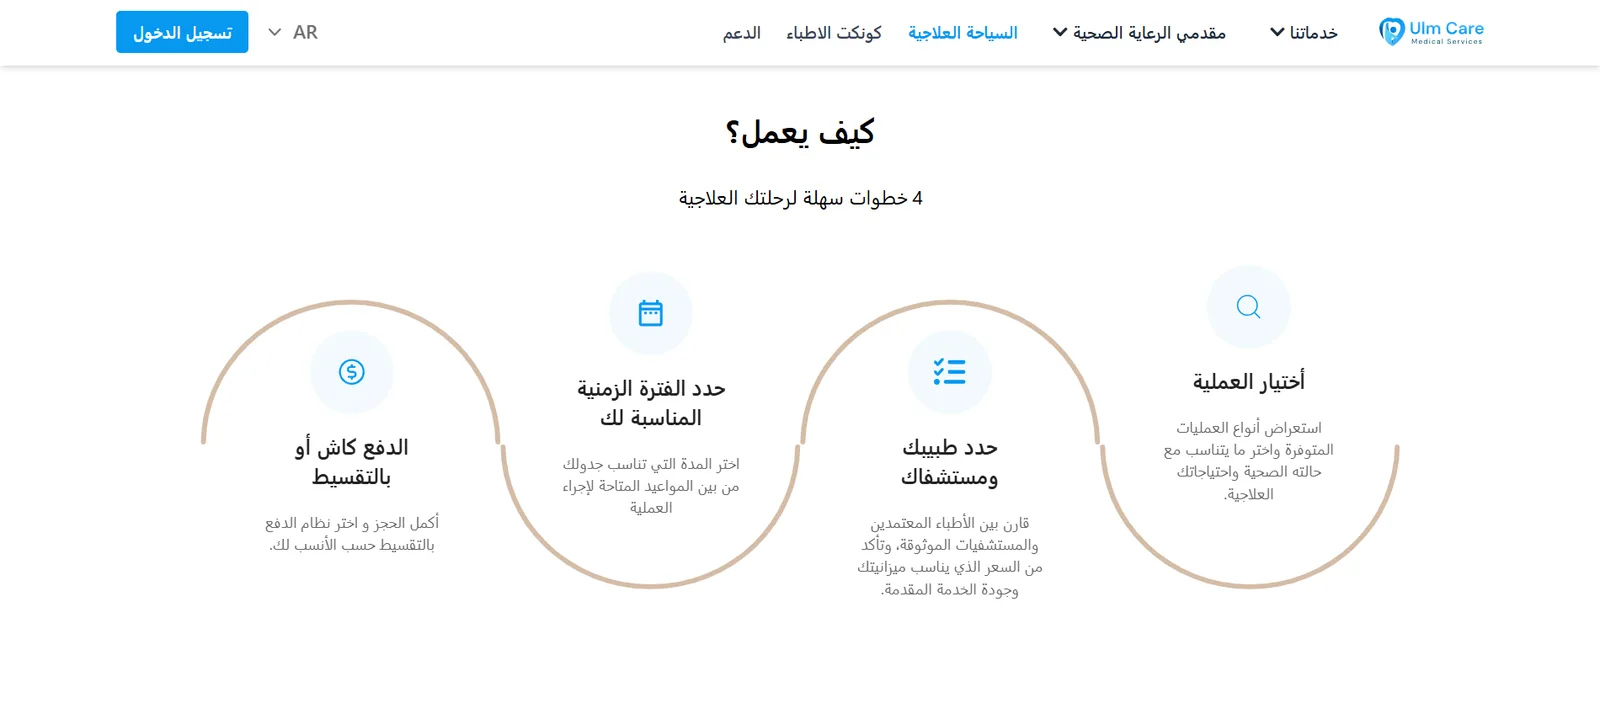 Ulm Care
Medical Services
خدماتنا
مقدمي الرعاية الصحية
السياحة العلاجية
كونكت الاطباء
الدعم
AR
تسجيل الدخول
كيف يعمل؟
4 خطوات سهلة لرحلتك العلاجية
أختيار العملية
استعراض أنواع العمليات
المتوفرة واختر ما يتناسب مع
حالته الصحية واحتياجاتك
العلاجية.
حدد طبيبك
ومستشفاك
قارن بين الأطباء المعتمدين
والمستشفيات الموثوقة، وتأكد
من السعر الذي يناسب ميزانيتك
وجودة الخدمة المقدمة.
حدد الفترة الزمنية
المناسبة لك
اختر المدة التي تناسب جدولك
من بين المواعيد المتاحة لإجراء
العملية
الدفع كاش أو
بالتقسيط
أكمل الحجز و اختر نظام الدفع
بالتقسيط حسب الأنسب لك.